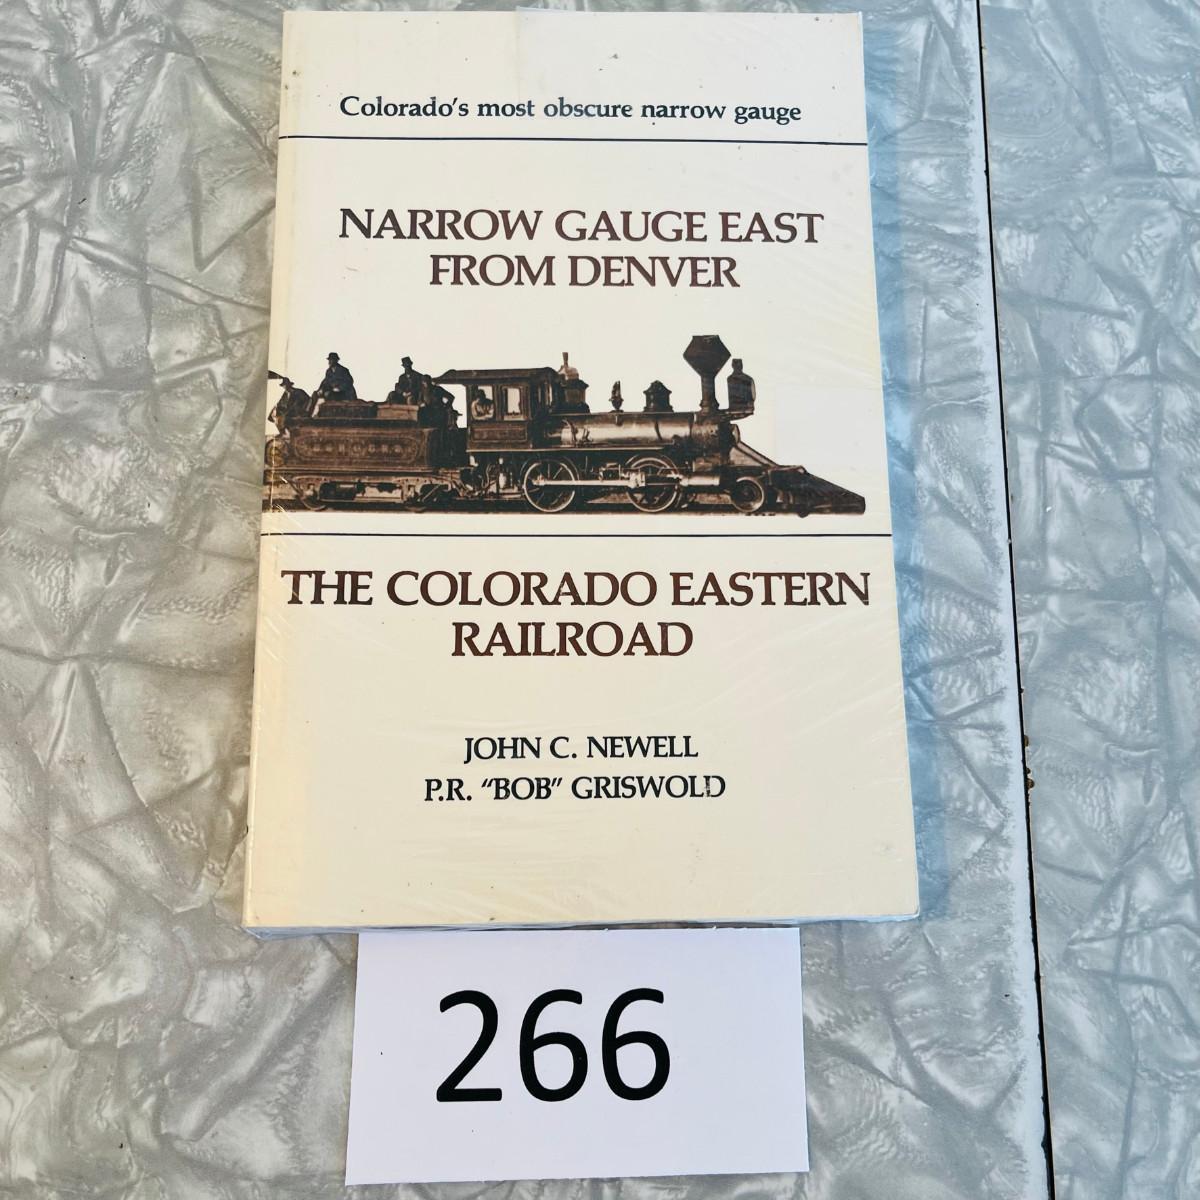 Colorado's most obscure narrow gauge
NARROW GAUGE EAST
FROM DENVER
THE COLORADO EASTERN
RAILROAD
JOHN C. NEWELL
P.R. "BOB" GRISWOLD
266